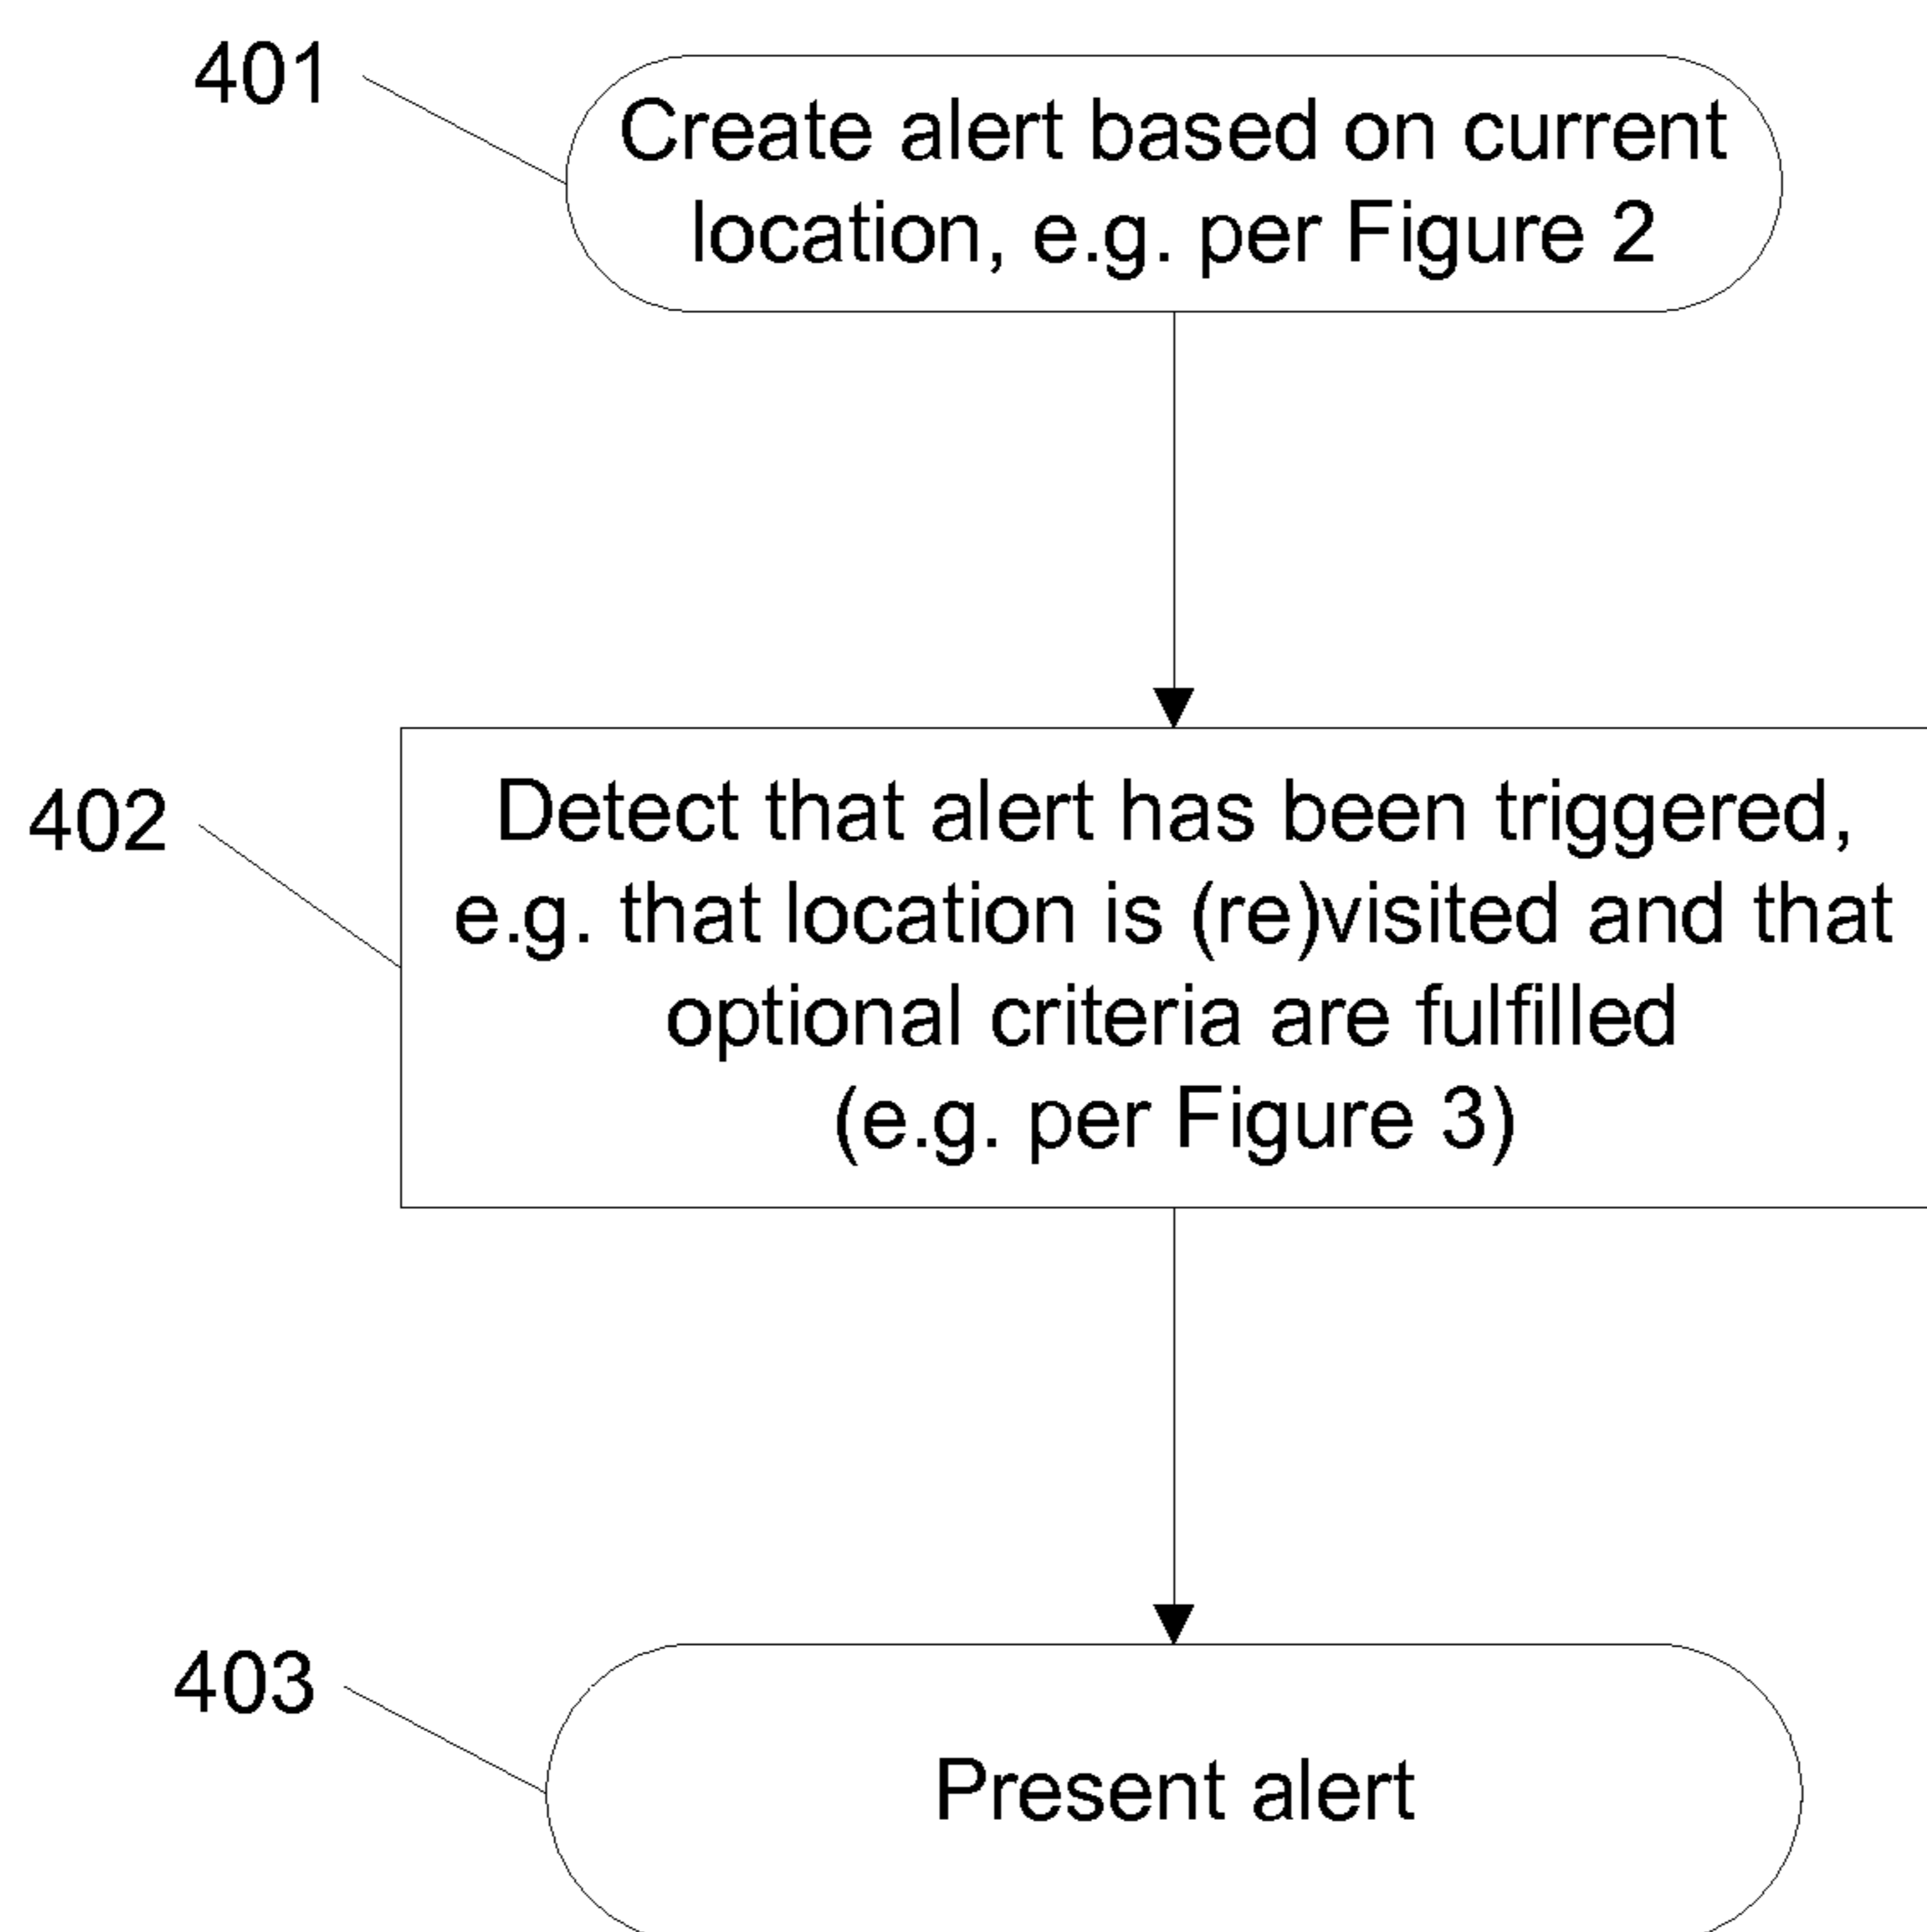 401
Create alert based on current
location, e.g. per Figure 2
402
Detect that alert has been triggered,
e.g. that location is (re)visited and that
optional criteria are fulfilled
(e.g. per Figure 3)
403
Present alert